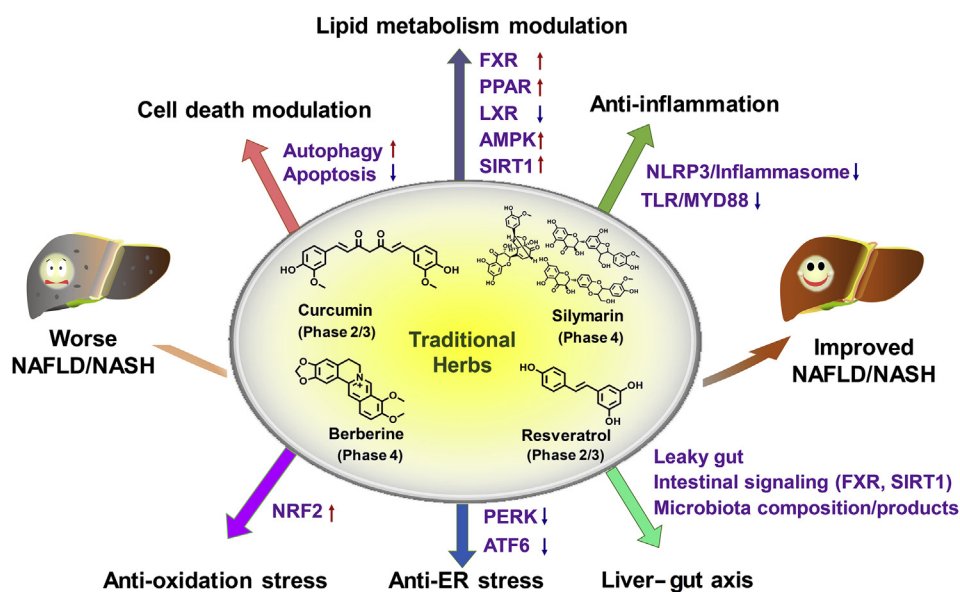 Lipid metabolism modulation
FXR ↑
PPAR ↑
LXR ↓
AMPK ↑
SIRT1 ↑
Cell death modulation
Autophagy ↑
Apoptosis ↓
Anti-inflammation
NLRP3/Inflammasome ↓
TLR/MYD88 ↓
Worse
NAFLD/NASH
Curcumin
(Phase 2/3)
Silymarin
(Phase 4)
Traditional
Herbs
Berberine
(Phase 4)
Resveratrol
(Phase 2/3)
Improved
NAFLD/NASH
NRF2 ↑
Anti-oxidation stress
PERK ↓
ATF6 ↓
Anti-ER stress
Leaky gut
Intestinal signaling (FXR, SIRT1)
Microbiota composition/products
Liver–gut axis